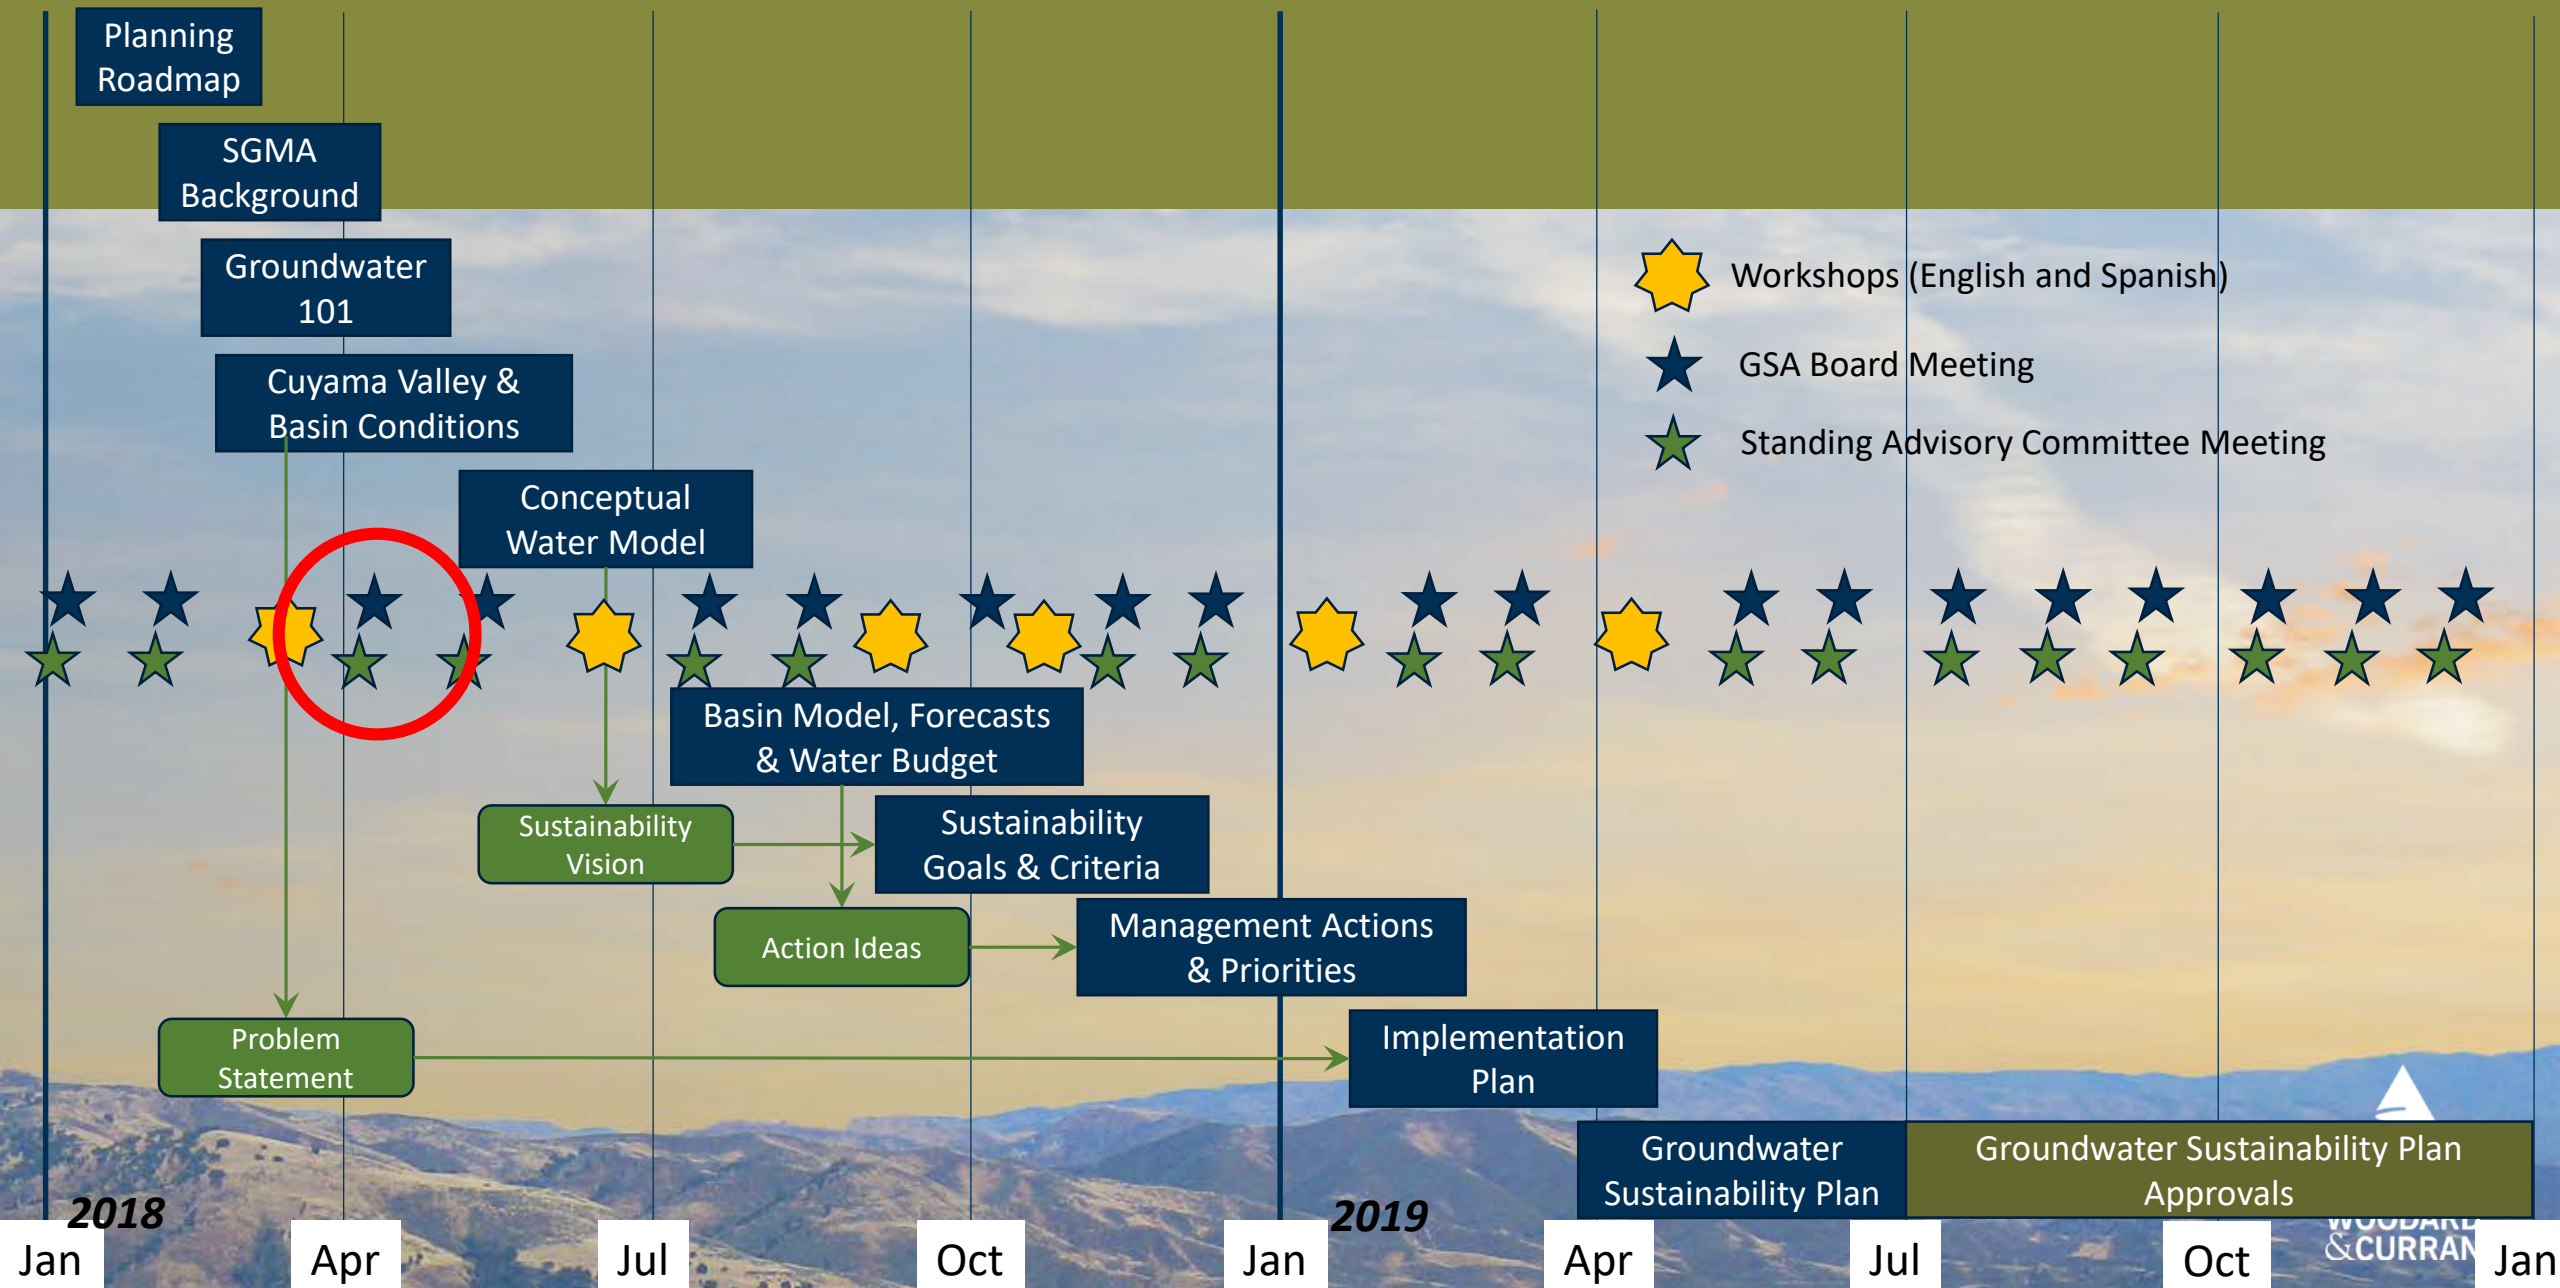 Planning
Roadmap
SGMA
Background
Groundwater
101
Cuyama Valley &
Basin Conditions
Conceptual
Water Model
Workshops (English and Spanish)
GSA Board Meeting
Standing Advisory Committee Meeting
Basin Model, Forecasts
& Water Budget
Sustainability
Vision
Sustainability
Goals & Criteria
Action Ideas
Management Actions
& Priorities
Problem
Statement
Implementation
Plan
Groundwater
Sustainability Plan
Groundwater Sustainability Plan
Approvals
2018
2019
WOODARD
&CURRAN
Jan
Apr
Jul
Oct
Jan
Apr
Jul
Oct
Jan